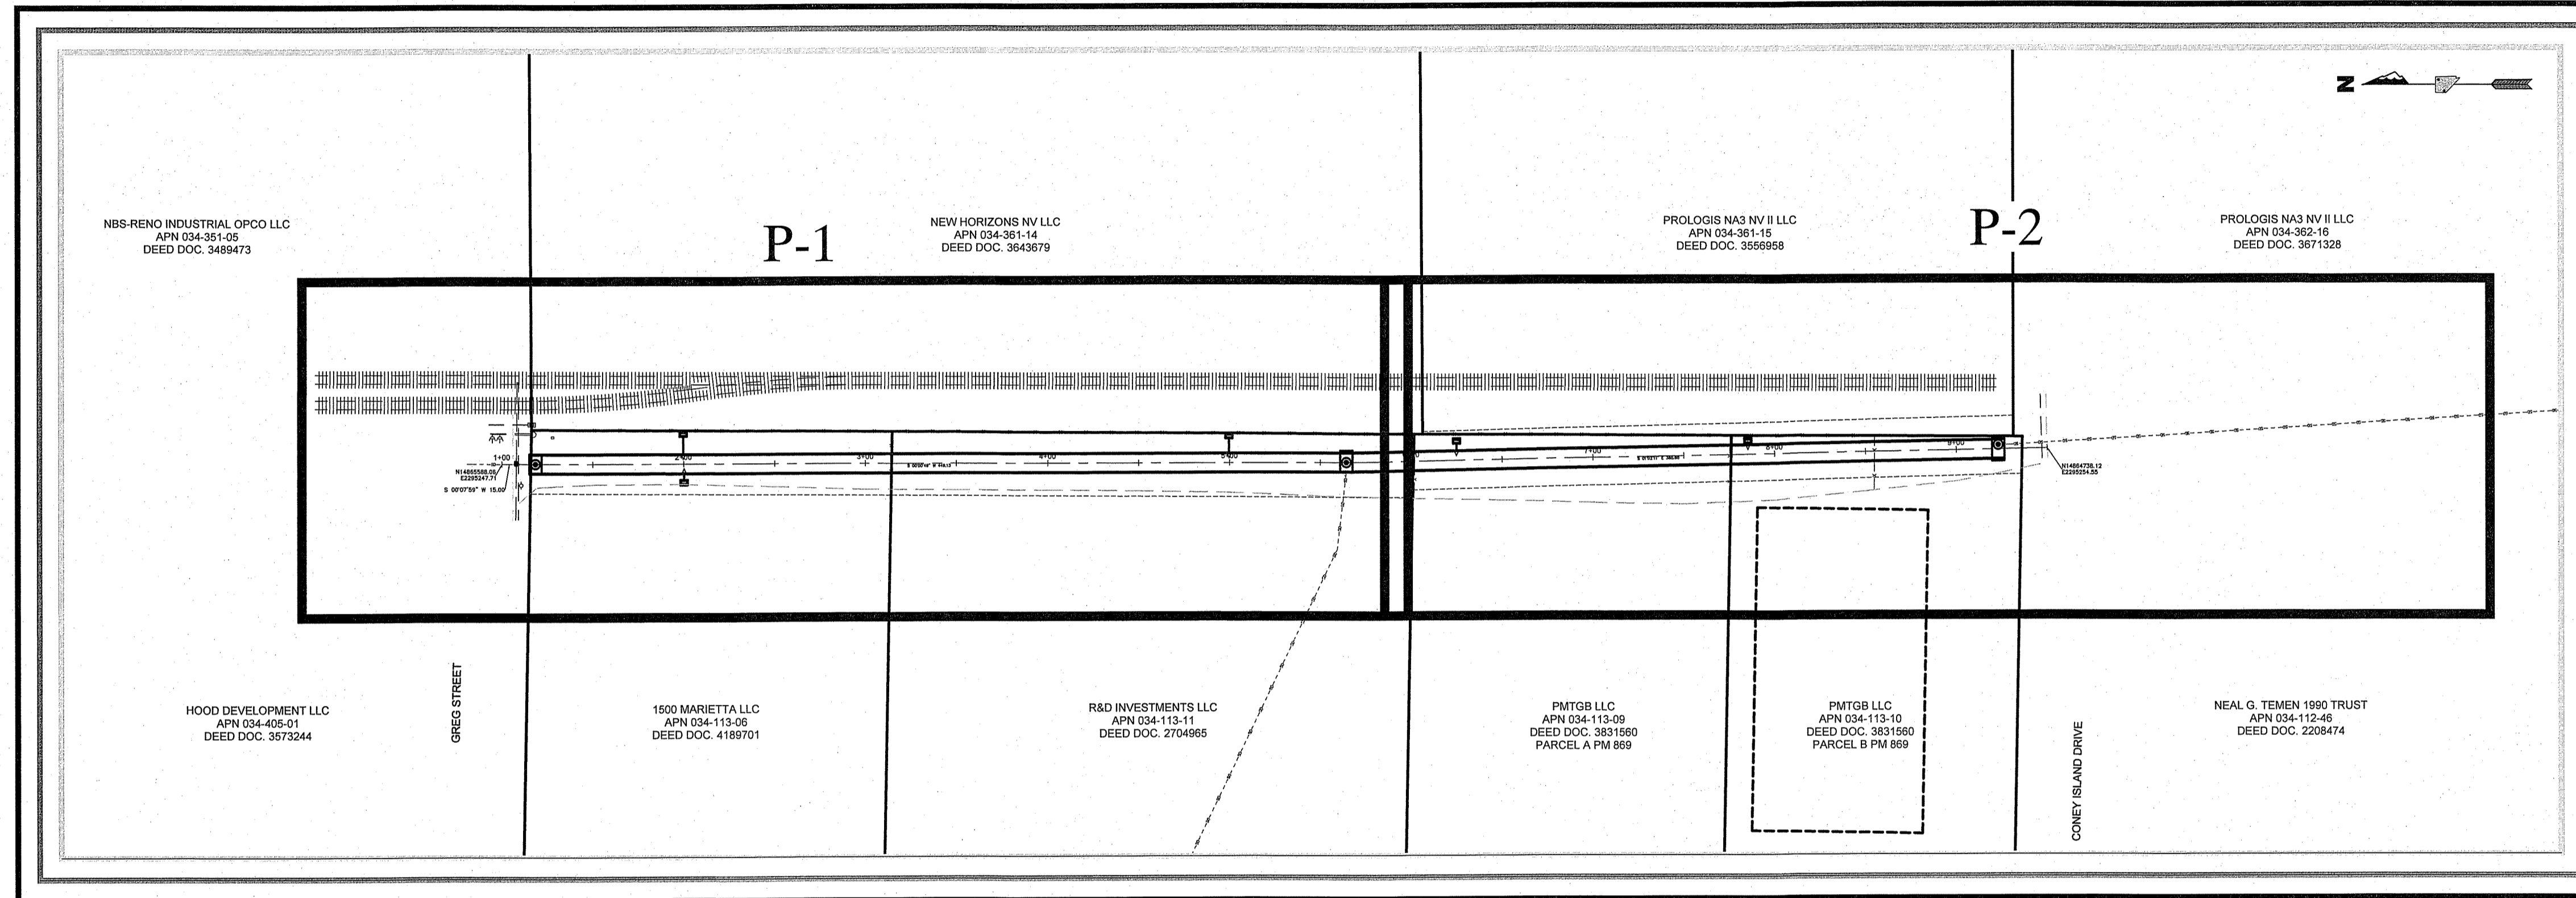 N
NBS-RENO INDUSTRIAL OPCO LLC
APN 034-351-05
DEED DOC. 3489473
P-1
NEW HORIZONS NV LLC
APN 034-361-14
DEED DOC. 3643679
PROLOGIS NA3 NV II LLC
APN 034-361-15
DEED DOC. 3556958
P-2
PROLOGIS NA3 NV II LLC
APN 034-362-16
DEED DOC. 3671328
1+00
2+00
3+00
4+00
5+00
7+00
8+00
9+00
N14865588.08
E2295247.71
S 00°07'59" W 15.00'
N14864738.12
E2295254.55
HOOD DEVELOPMENT LLC
APN 034-405-01
DEED DOC. 3573244
GREG STREET
1500 MARIETTA LLC
APN 034-113-06
DEED DOC. 4189701
R&D INVESTMENTS LLC
APN 034-113-11
DEED DOC. 2704965
PMTGB LLC
APN 034-113-09
DEED DOC. 3831560
PARCEL A PM 869
PMTGB LLC
APN 034-113-10
DEED DOC. 3831560
PARCEL B PM 869
CONEY ISLAND DRIVE
NEAL G. TEMEN 1990 TRUST
APN 034-112-46
DEED DOC. 2208474